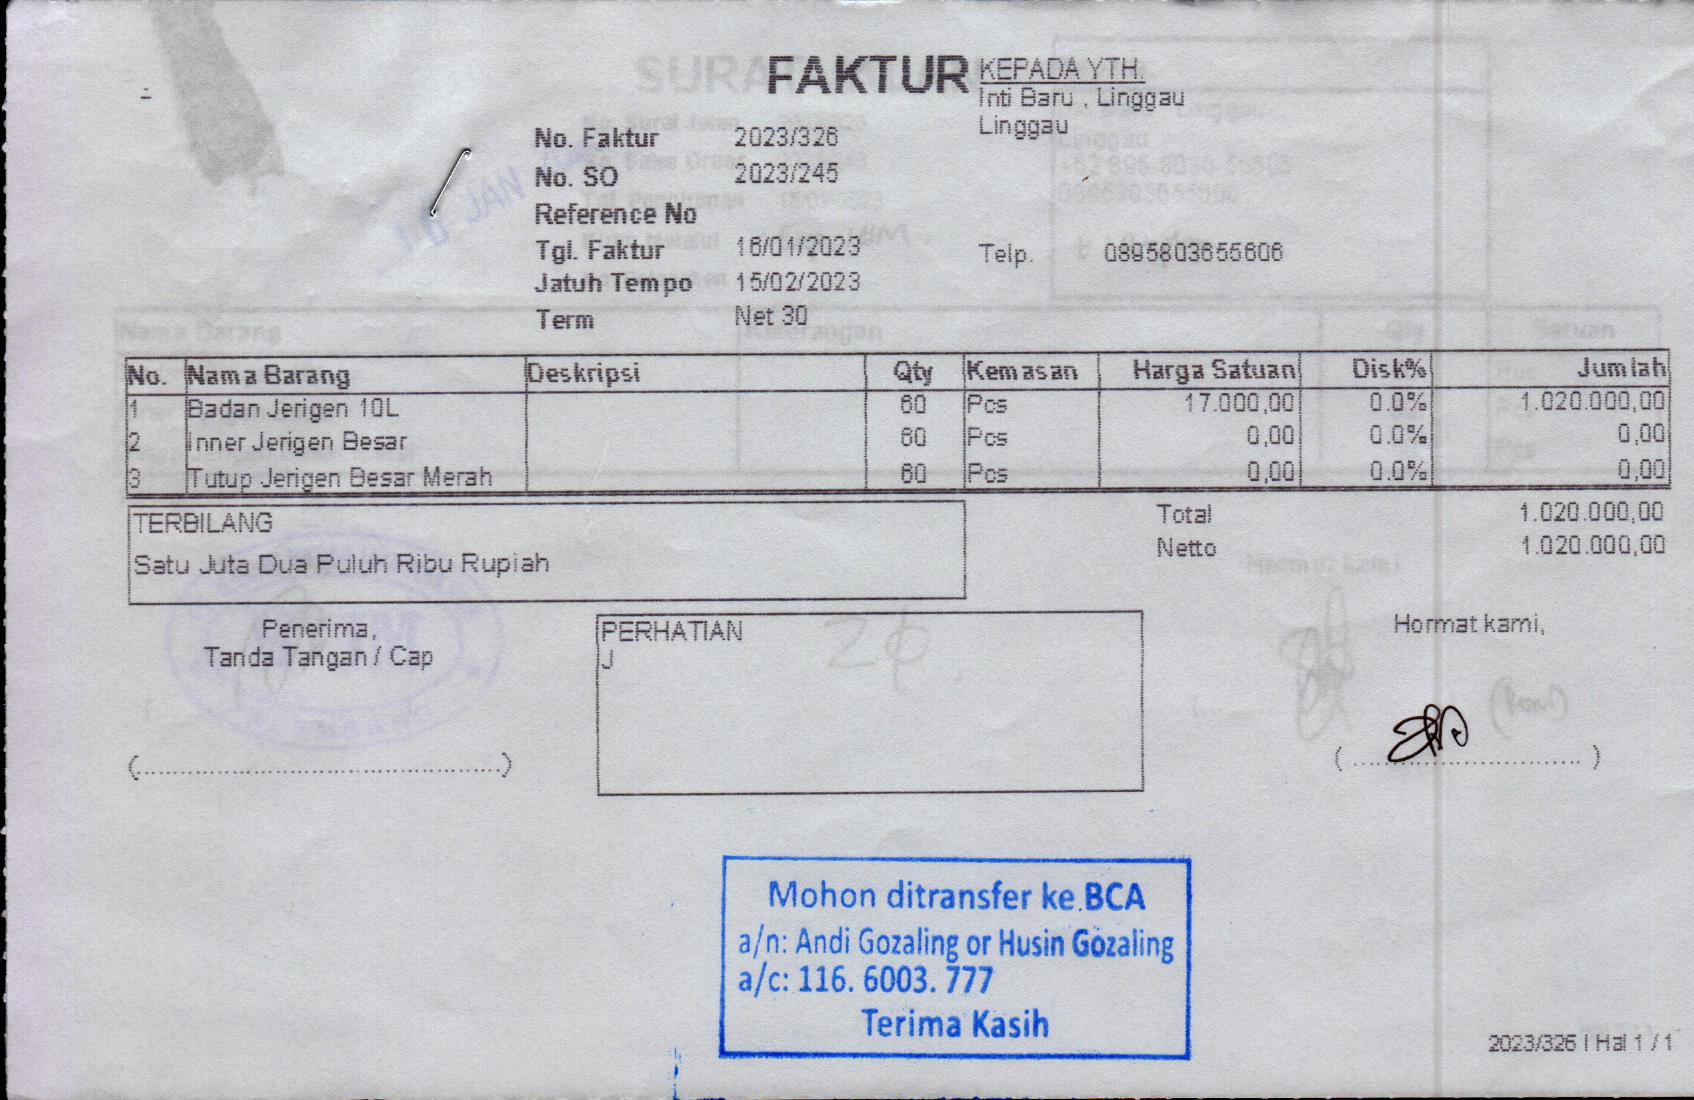 FAKTUR
KEPADA YTH.
Inti Baru , Linggau
Linggau
No. Faktur 2023/326
No. SO 2023/245
Reference No
Tgl. Faktur 16/01/2023
Telp. 0895803655606
Jatuh Tempo 15/02/2023
Term Net 30
No. Nama Barang Deskripsi Qty Kemasan Harga Satuan Disk% Jumlah
1 Badan Jerigen 10L 60 Pcs 17.000,00 0.0% 1.020.000,00
2 Inner Jerigen Besar 60 Pcs 0,00 0.0% 0,00
3 Tutup Jerigen Besar Merah 60 Pcs 0,00 0.0% 0,00
TERBILANG
Satu Juta Dua Puluh Ribu Rupiah
Total 1.020.000,00
Netto 1.020.000,00
Penerima,
Tanda Tangan / Cap
PERHATIAN
J
Hormat kami,
Mohon ditransfer ke BCA
a/n: Andi Gozaling or Husin Gozaling
a/c: 116. 6003. 777
Terima Kasih
2023/326 | Hal 1 / 1